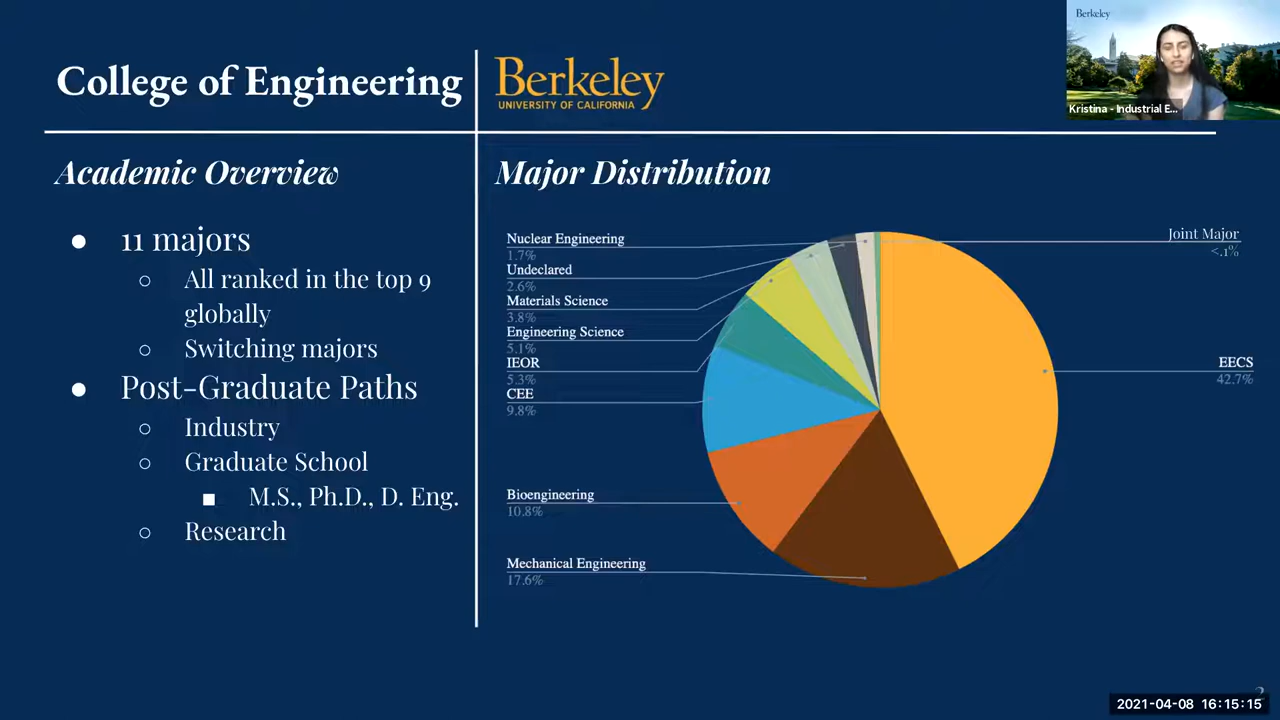 Berkeley
Kristina - Industrial E...
College of Engineering
Berkeley
UNIVERSITY OF CALIFORNIA
Academic Overview
● 11 majors
○ All ranked in the top 9
globally
○ Switching majors
● Post-Graduate Paths
○ Industry
○ Graduate School
■ M.S., Ph.D., D. Eng.
○ Research
Major Distribution
Nuclear Engineering
1.7%
Undeclared
2.6%
Materials Science
3.8%
Engineering Science
5.1%
IEOR
5.3%
CEE
9.8%
Bioengineering
10.8%
Mechanical Engineering
17.6%
Joint Major
<.1%
EECS
42.7%
2
2021-04-08 16:15:15